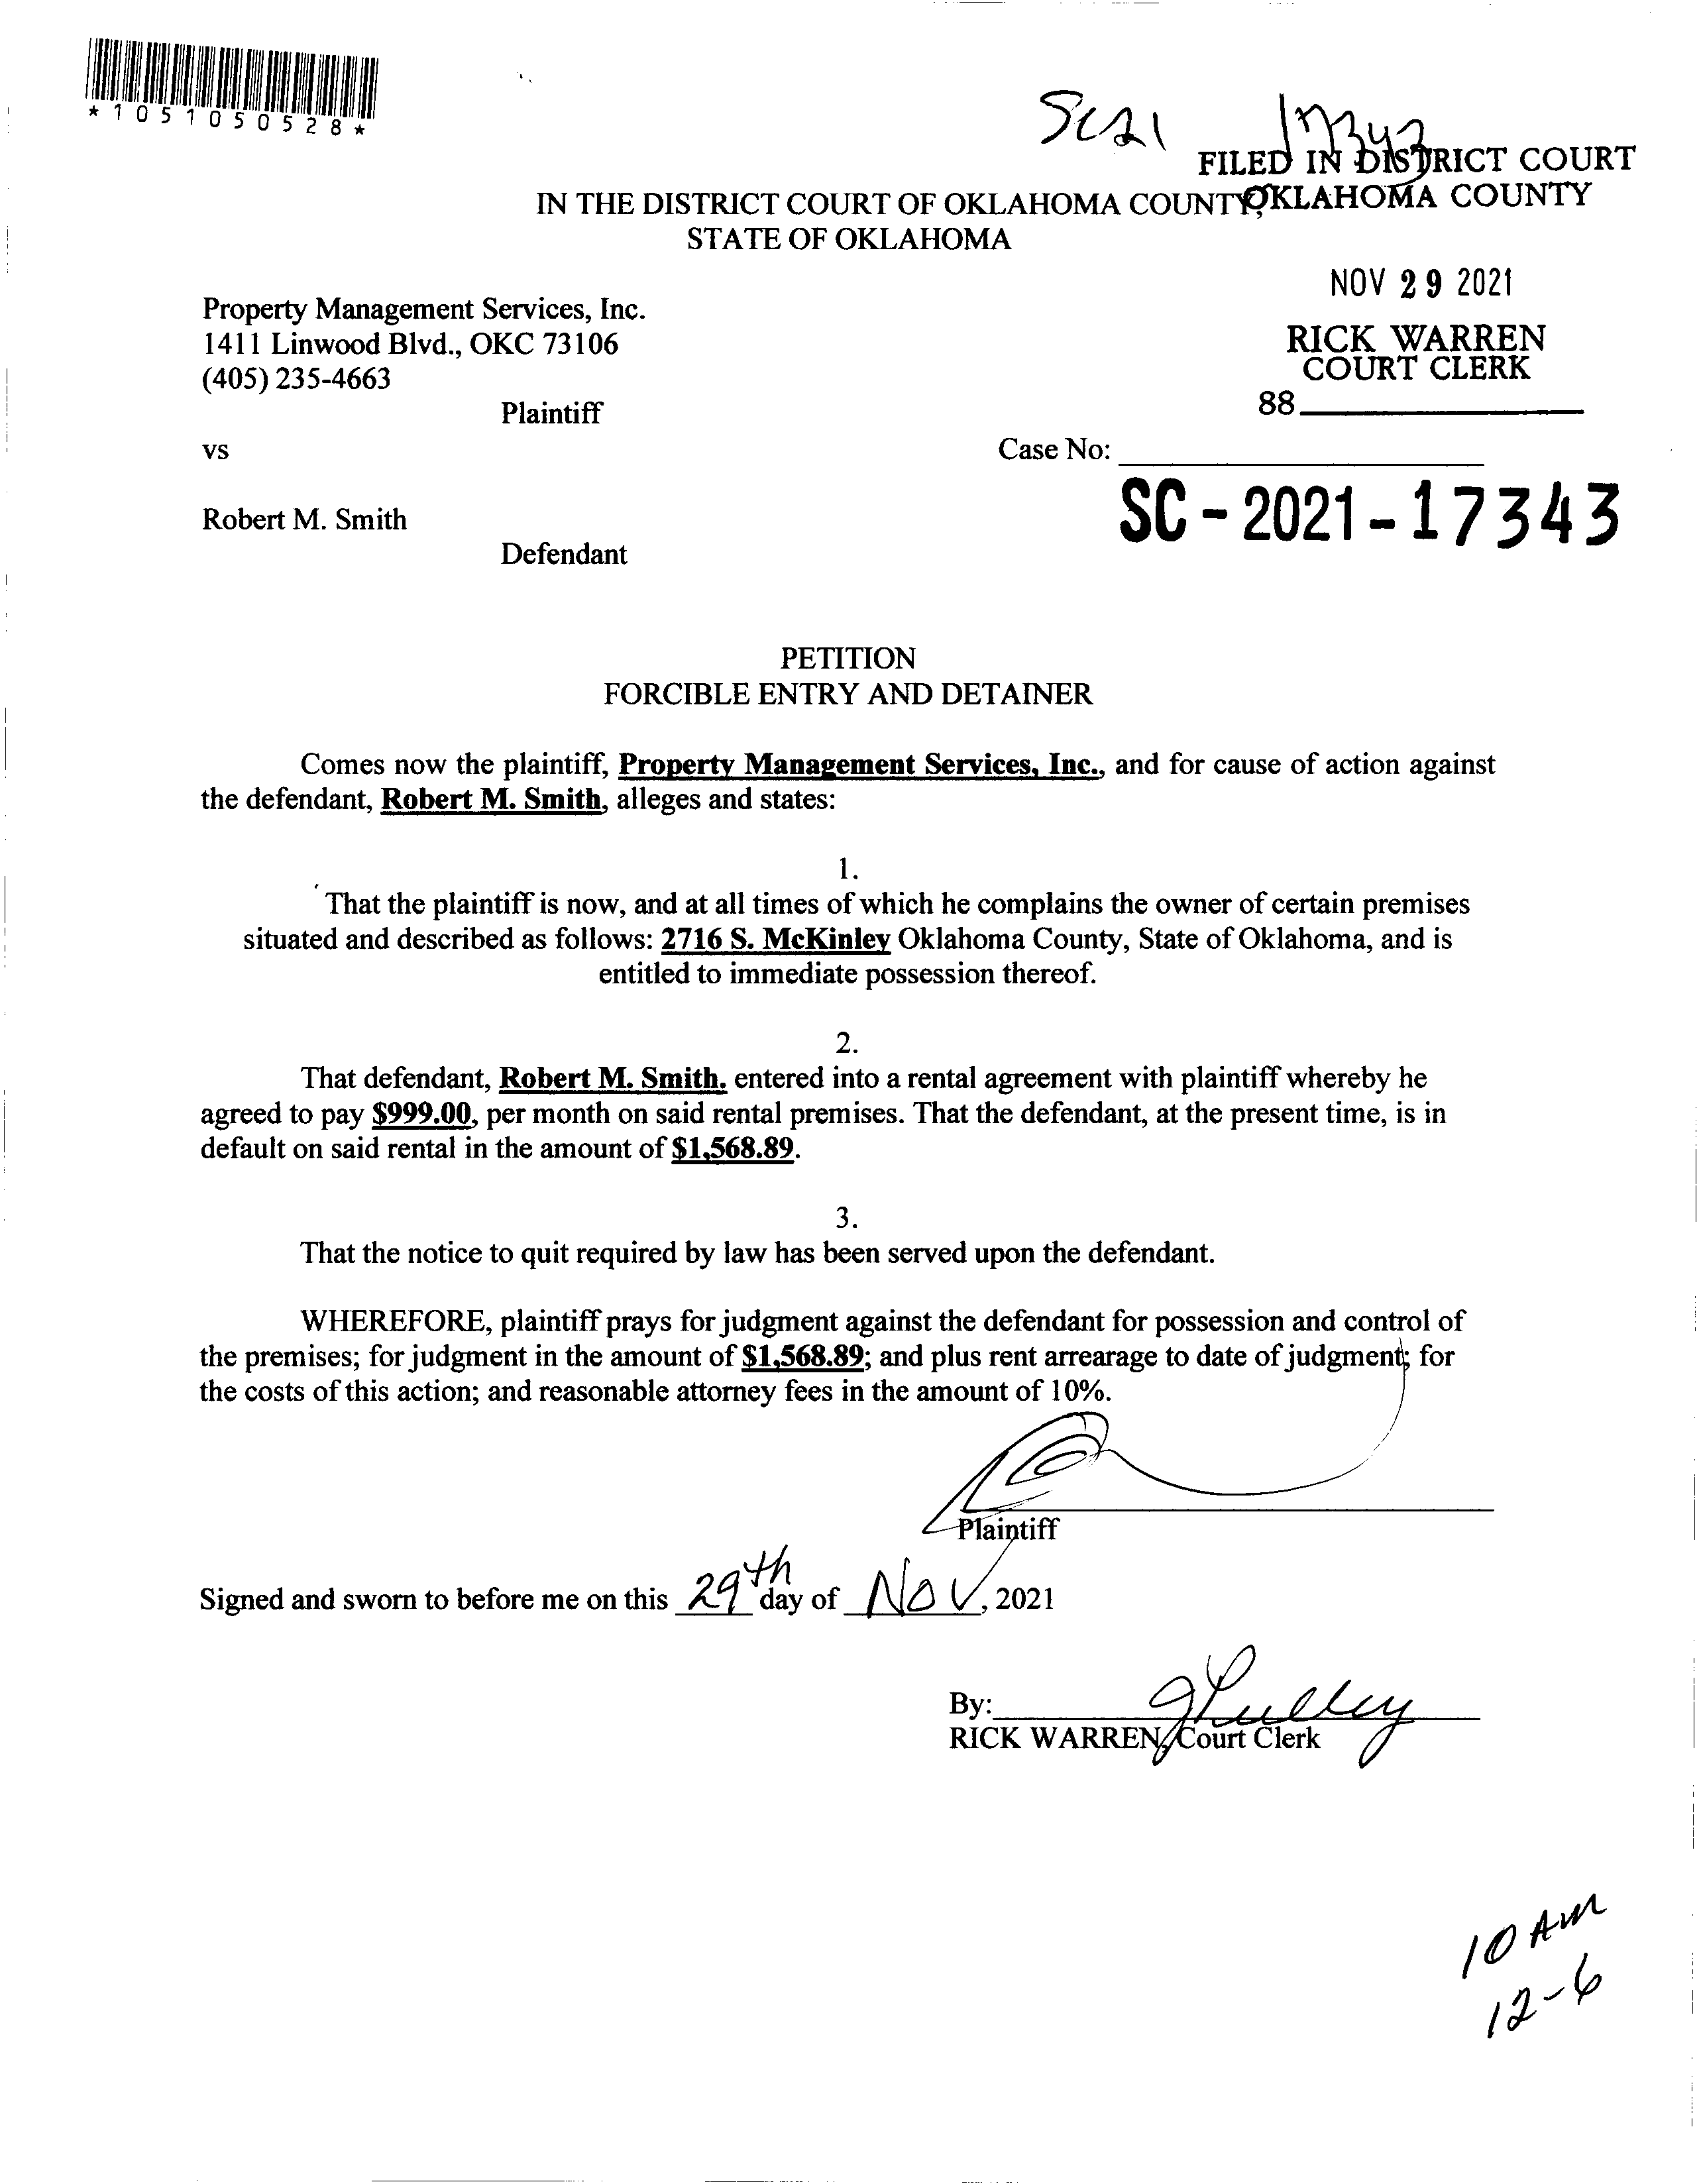 *1051050528*
SC21 17343
FILED IN DISTRICT COURT
OKLAHOMA COUNTY
IN THE DISTRICT COURT OF OKLAHOMA COUNTY,
STATE OF OKLAHOMA
NOV 29 2021
RICK WARREN
COURT CLERK
88
Property Management Services, Inc.
1411 Linwood Blvd., OKC 73106
(405) 235-4663
Plaintiff
vs
Case No:
SC-2021-17343
Robert M. Smith
Defendant
PETITION
FORCIBLE ENTRY AND DETAINER
Comes now the plaintiff, Property Management Services, Inc., and for cause of action against
the defendant, Robert M. Smith, alleges and states:
1.
That the plaintiff is now, and at all times of which he complains the owner of certain premises
situated and described as follows: 2716 S. McKinley Oklahoma County, State of Oklahoma, and is
entitled to immediate possession thereof.
2.
That defendant, Robert M. Smith. entered into a rental agreement with plaintiff whereby he
agreed to pay $999.00, per month on said rental premises. That the defendant, at the present time, is in
default on said rental in the amount of $1,568.89.
3.
That the notice to quit required by law has been served upon the defendant.
WHEREFORE, plaintiff prays for judgment against the defendant for possession and control of
the premises; for judgment in the amount of $1,568.89; and plus rent arrearage to date of judgment; for
the costs of this action; and reasonable attorney fees in the amount of 10%.
Plaintiff
Signed and sworn to before me on this 29th day of Nov, 2021
By:
RICK WARREN, Court Clerk
10 AM
12-6